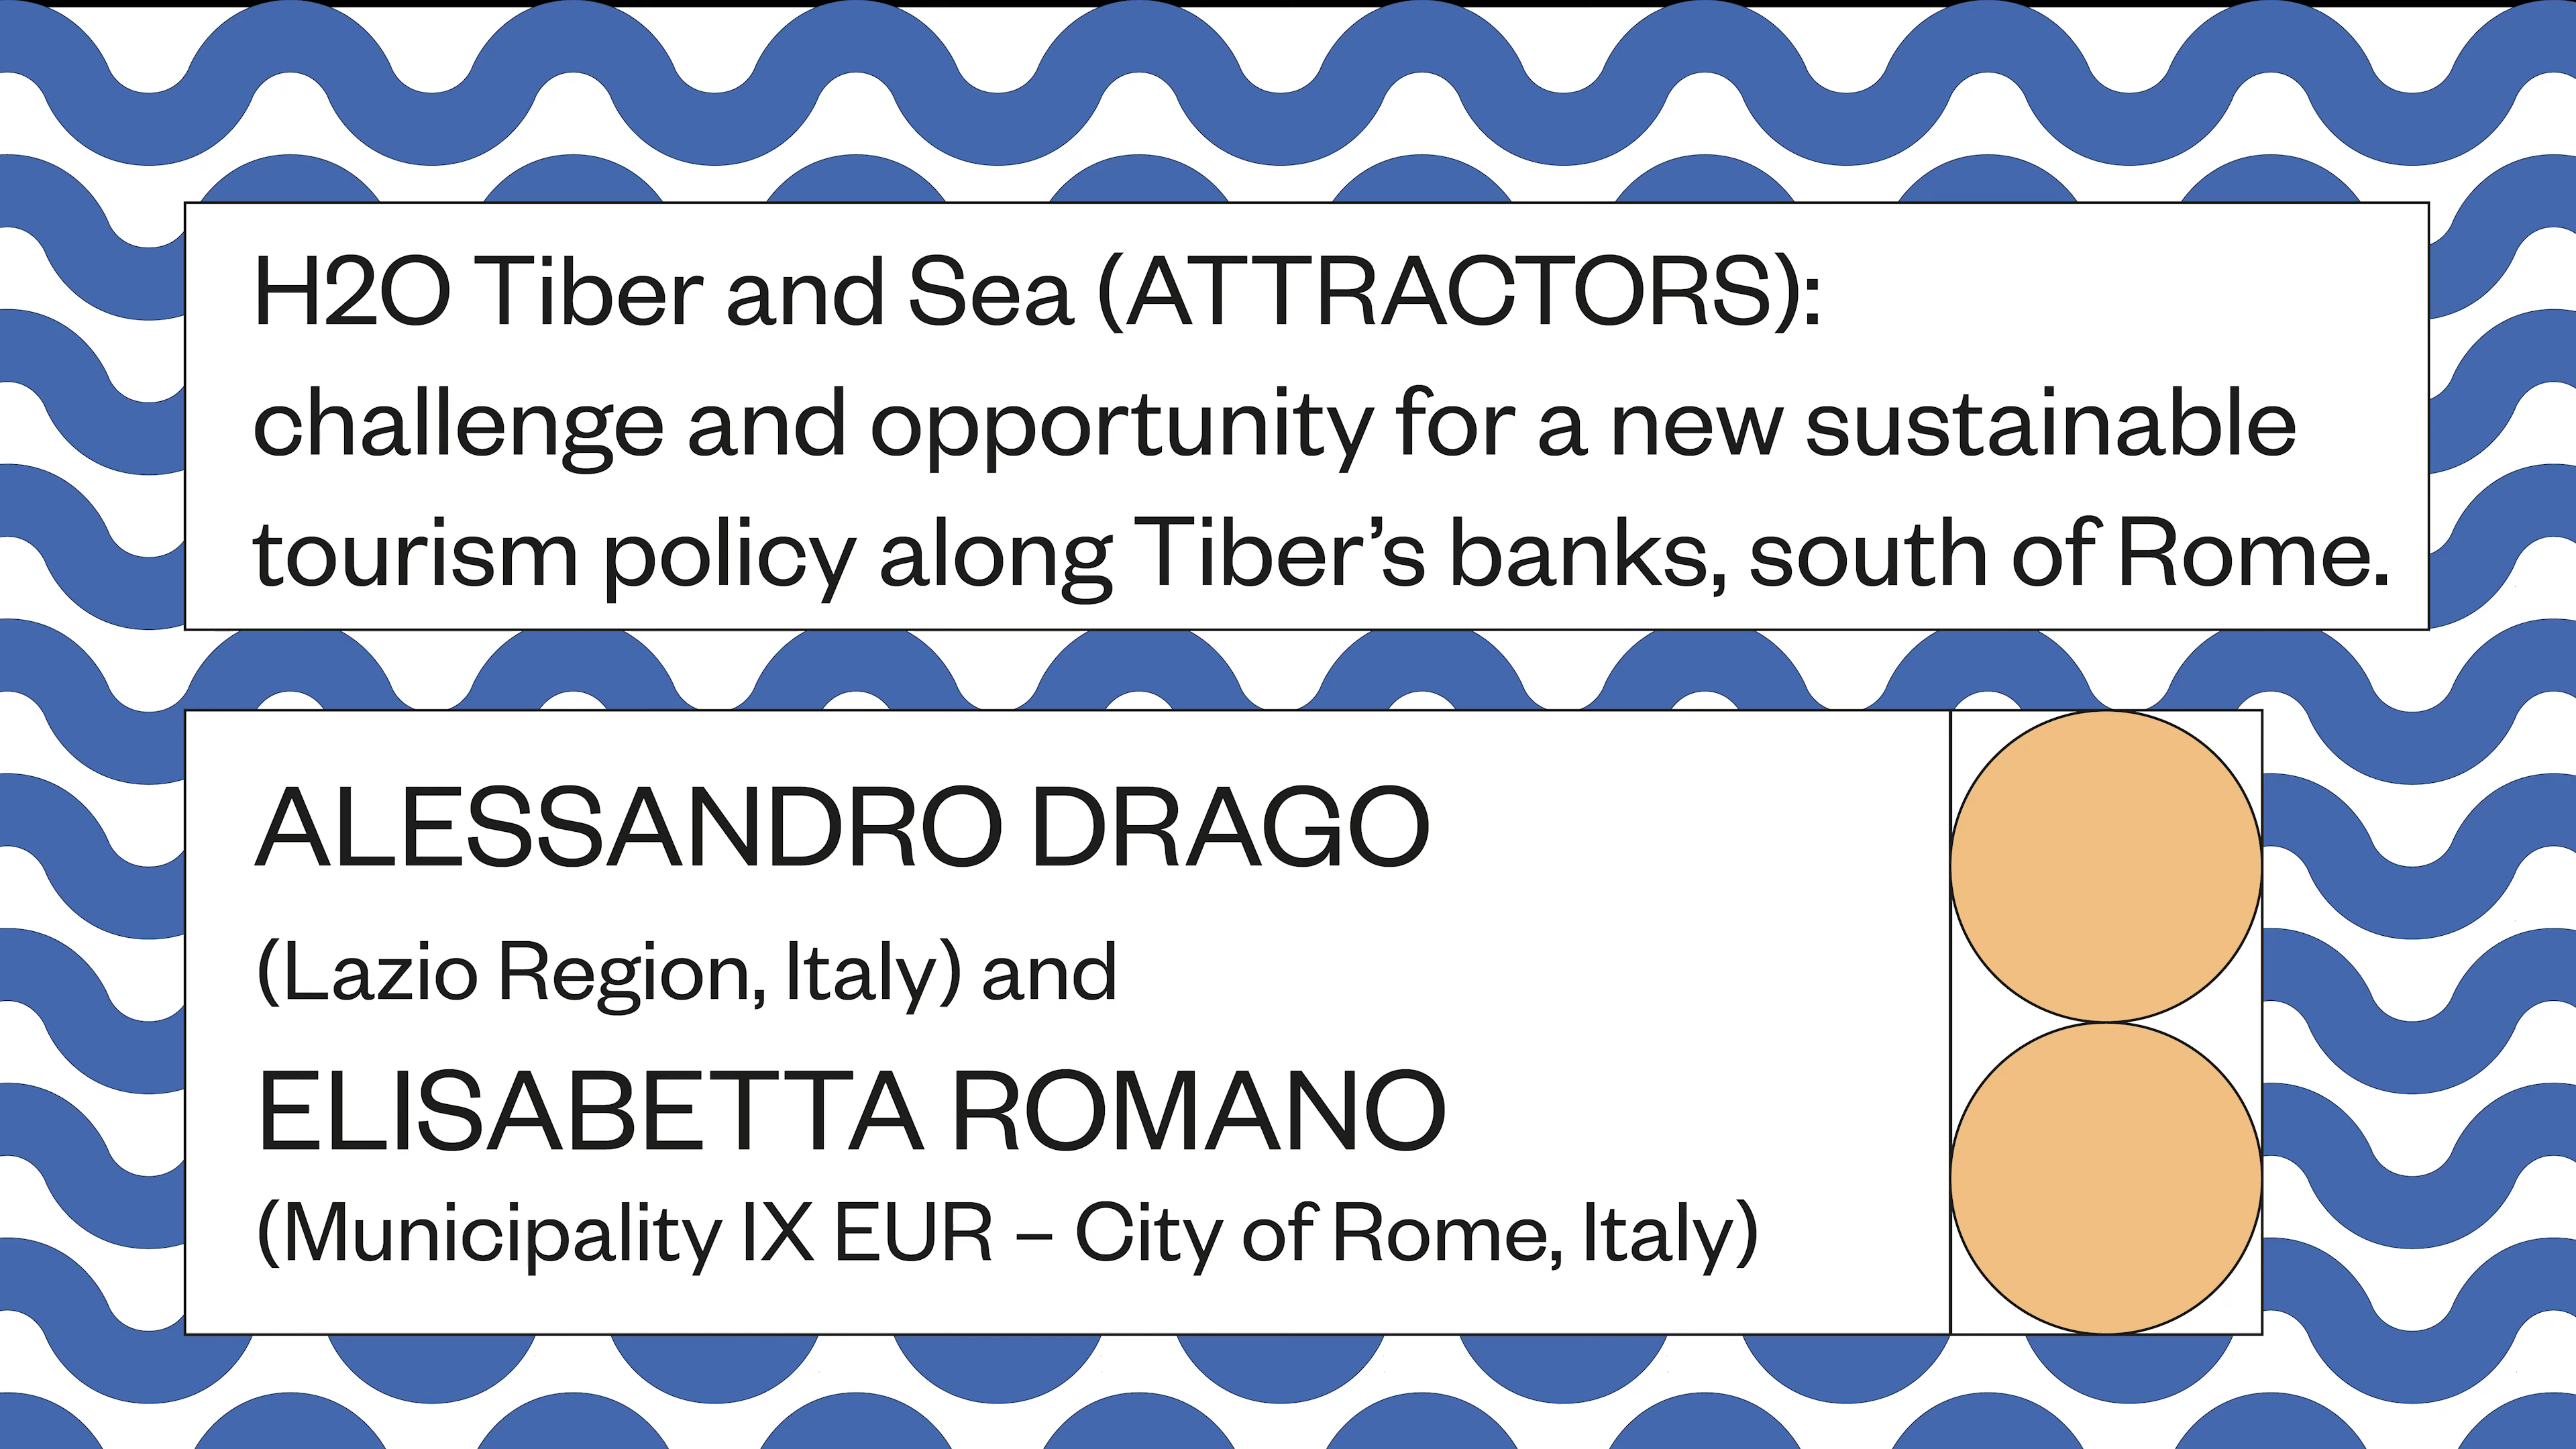 H2O Tiber and Sea (ATTRACTORS):
challenge and opportunity for a new sustainable
tourism policy along Tiber’s banks, south of Rome.
ALESSANDRO DRAGO
(Lazio Region, Italy) and
ELISABETTA ROMANO
(Municipality IX EUR – City of Rome, Italy)